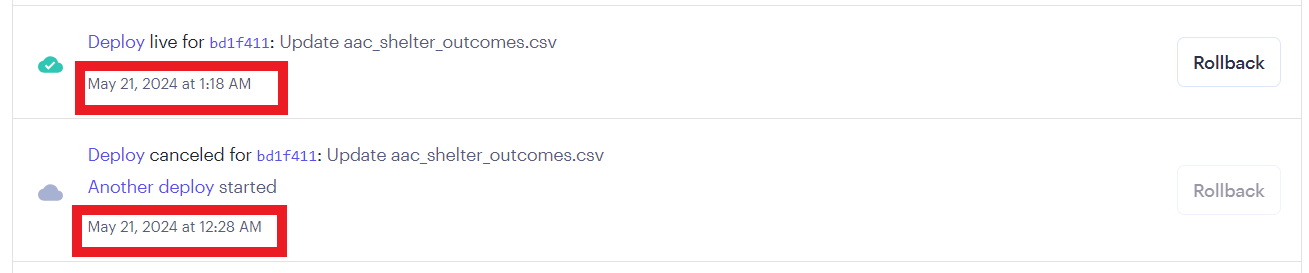 Deploy live for bd1f411: Update aac_shelter_outcomes.csv
May 21, 2024 at 1:18 AM
Rollback
Deploy canceled for bd1f411: Update aac_shelter_outcomes.csv
Another deploy started
May 21, 2024 at 12:28 AM
Rollback